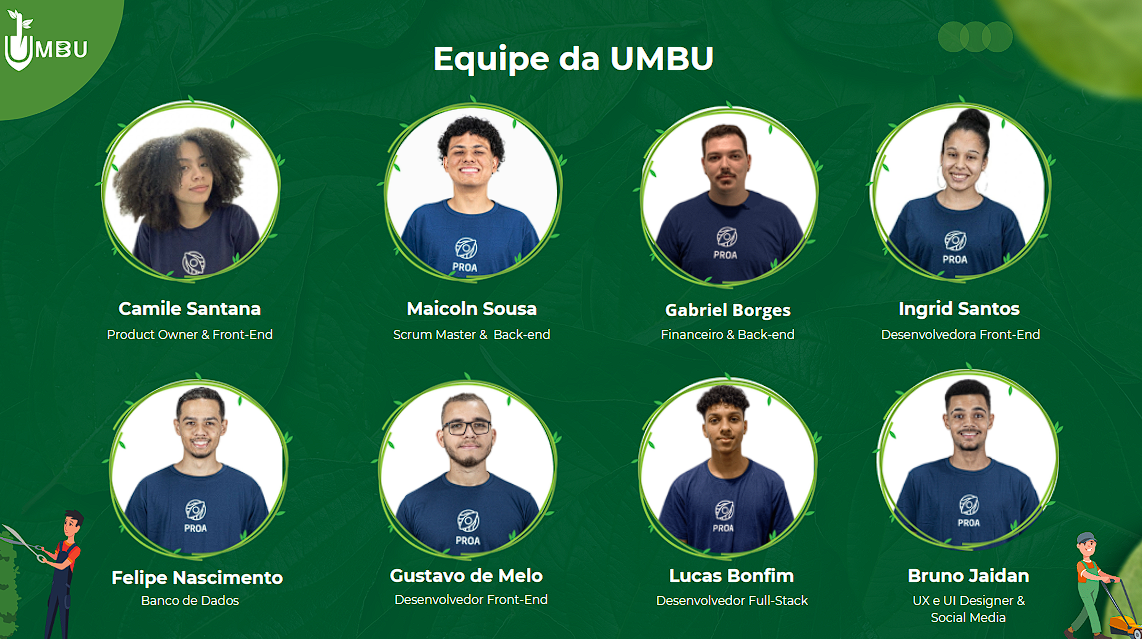 UMBU
Equipe da UMBU
PROA
PROA
PROA
Camile Santana
Maicoln Sousa
Gabriel Borges
Ingrid Santos
Product Owner & Front-End
Scrum Master & Back-end
Financeiro & Back-end
Desenvolvedora Front-End
PROA
PROA
PROA
PROA
Felipe Nascimento
Gustavo de Melo
Lucas Bonfim
Bruno Jaidan
Banco de Dados
Desenvolvedor Front-End
Desenvolvedor Full-Stack
UX e UI Designer &
Social Media